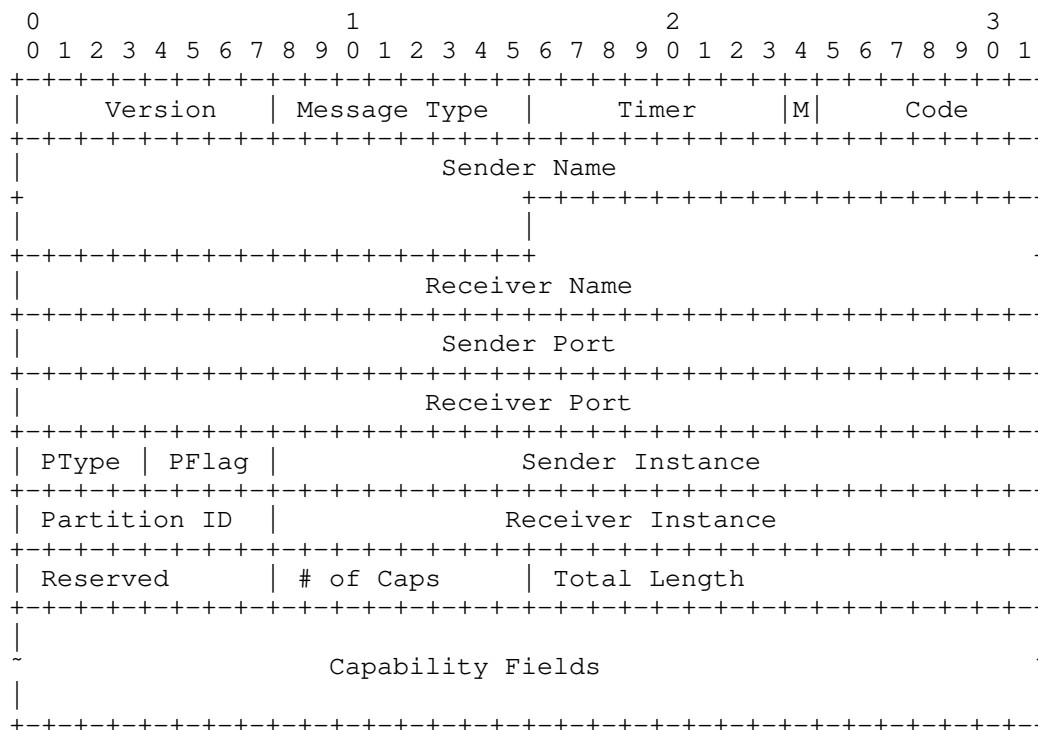 0                   1                   2                   3
0 1 2 3 4 5 6 7 8 9 0 1 2 3 4 5 6 7 8 9 0 1 2 3 4 5 6 7 8 9 0 1
+-+-+-+-+-+-+-+-+-+-+-+-+-+-+-+-+-+-+-+-+-+-+-+-+-+-+-+-+-+-+-+-
|     Version   | Message Type  |     Timer     |M|     Code
+-+-+-+-+-+-+-+-+-+-+-+-+-+-+-+-+-+-+-+-+-+-+-+-+-+-+-+-+-+-+-+-
|                          Sender Name
+                               +-+-+-+-+-+-+-+-+-+-+-+-+-+-+-+-
|                               |
+-+-+-+-+-+-+-+-+-+-+-+-+-+-+-+-+                               -
|                         Receiver Name
+-+-+-+-+-+-+-+-+-+-+-+-+-+-+-+-+-+-+-+-+-+-+-+-+-+-+-+-+-+-+-+-
|                          Sender Port
+-+-+-+-+-+-+-+-+-+-+-+-+-+-+-+-+-+-+-+-+-+-+-+-+-+-+-+-+-+-+-+-
|                         Receiver Port
+-+-+-+-+-+-+-+-+-+-+-+-+-+-+-+-+-+-+-+-+-+-+-+-+-+-+-+-+-+-+-+-
| PType | PFlag |               Sender Instance
+-+-+-+-+-+-+-+-+-+-+-+-+-+-+-+-+-+-+-+-+-+-+-+-+-+-+-+-+-+-+-+-
| Partition ID  |              Receiver Instance
+-+-+-+-+-+-+-+-+-+-+-+-+-+-+-+-+-+-+-+-+-+-+-+-+-+-+-+-+-+-+-+-
| Reserved      | # of Caps     | Total Length
+-+-+-+-+-+-+-+-+-+-+-+-+-+-+-+-+-+-+-+-+-+-+-+-+-+-+-+-+-+-+-+-
|
~                   Capability Fields                           ~
|
+-+-+-+-+-+-+-+-+-+-+-+-+-+-+-+-+-+-+-+-+-+-+-+-+-+-+-+-+-+-+-+-